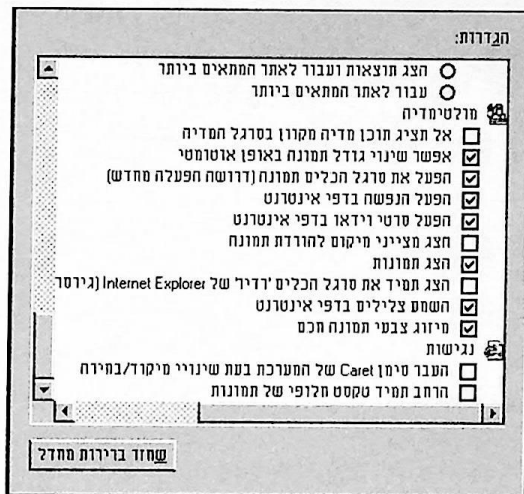 הגדרות:
הצג תוצאות ועבור לאתר המתאים ביותר
עבור לאתר המתאים ביותר
מולטימדיה
אל תציג תוכן מדיה מקוון בסרגל המדיה
אפשר שינוי גודל תמונה באופן אוטומטי
הפעל את סרגל הכלים תמונה (דרושה הפעלה מחדש)
הפעל הנפשה בדפי אינטרנט
הפעל סרטי וידאו בדפי אינטרנט
הצג מצייני מיקום להורדת תמונה
הצג תמונות
הצג תמיד את סרגל הכלים 'רדיו' של Internet Explorer (גירסר
השמע צלילים בדפי אינטרנט
מיזוג צבעי תמונה חכם
נגישות
העבר סימן Caret של המערכת בעת שינויי מיקוד/בחירה
הרחב תמיד טקסט חלופי של תמונות
שחזר ברירות מחדל